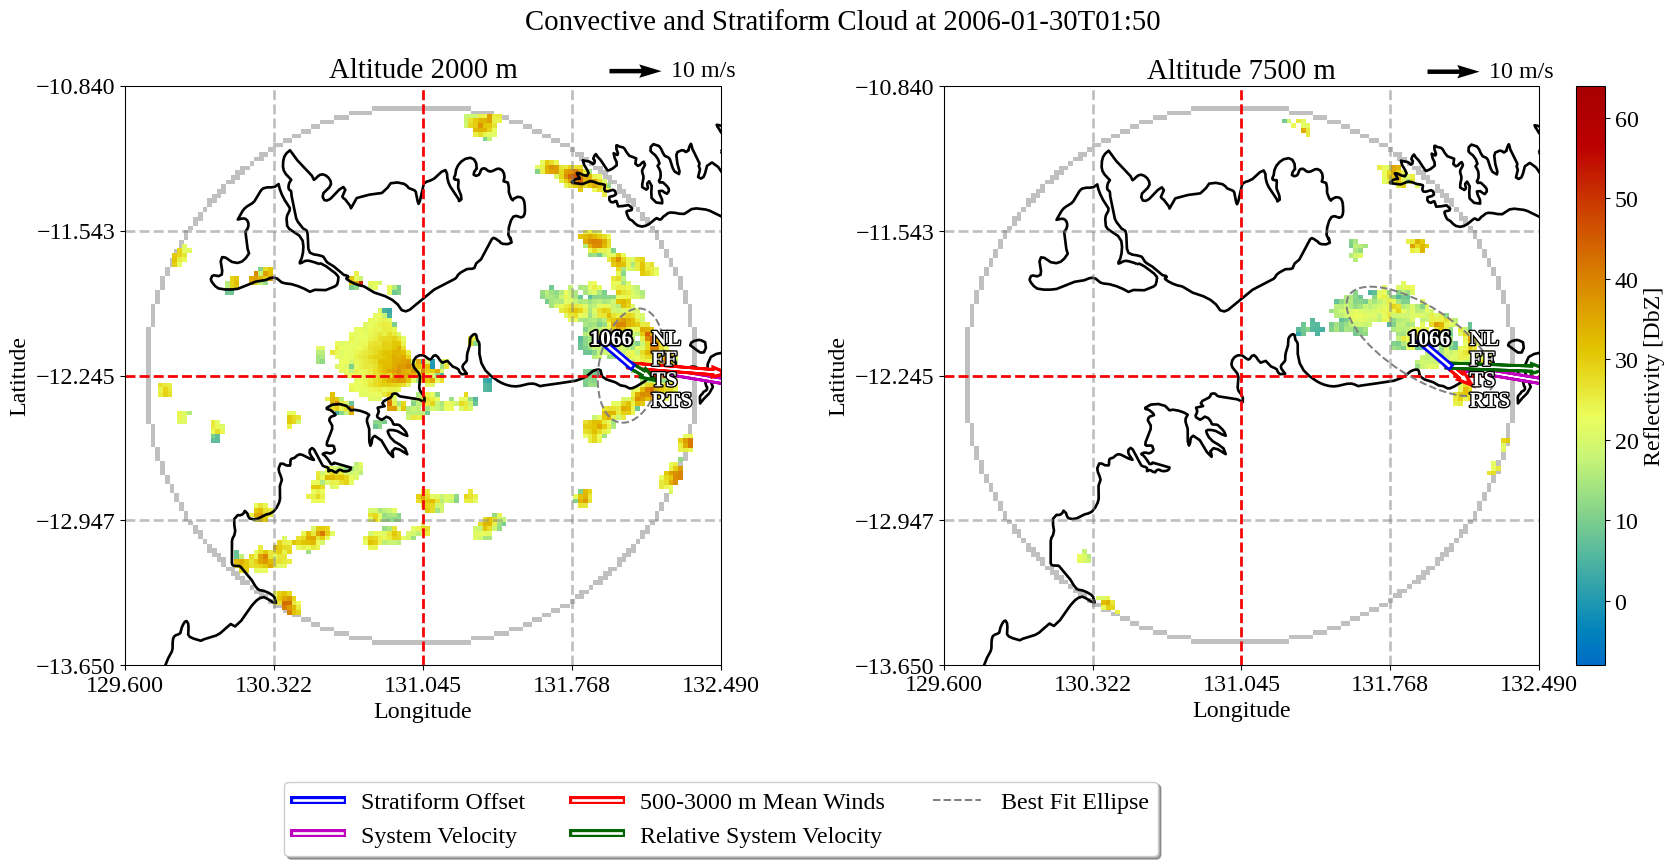 Convective and Stratiform Cloud at 2006-01-30T01:50
Altitude 2000 m
10 m/s
−10.840
−11.543
−12.245
−12.947
−13.650
129.600
130.322
131.045
131.768
132.490
Latitude
Longitude
1066
NL
FF
TS
RTS
Altitude 7500 m
10 m/s
−10.840
−11.543
−12.245
−12.947
−13.650
129.600
130.322
131.045
131.768
132.490
Latitude
Longitude
1066
NL
FF
TS
RTS
60
50
40
30
20
10
0
Reflectivity [DbZ]
Stratiform Offset
System Velocity
500-3000 m Mean Winds
Relative System Velocity
Best Fit Ellipse